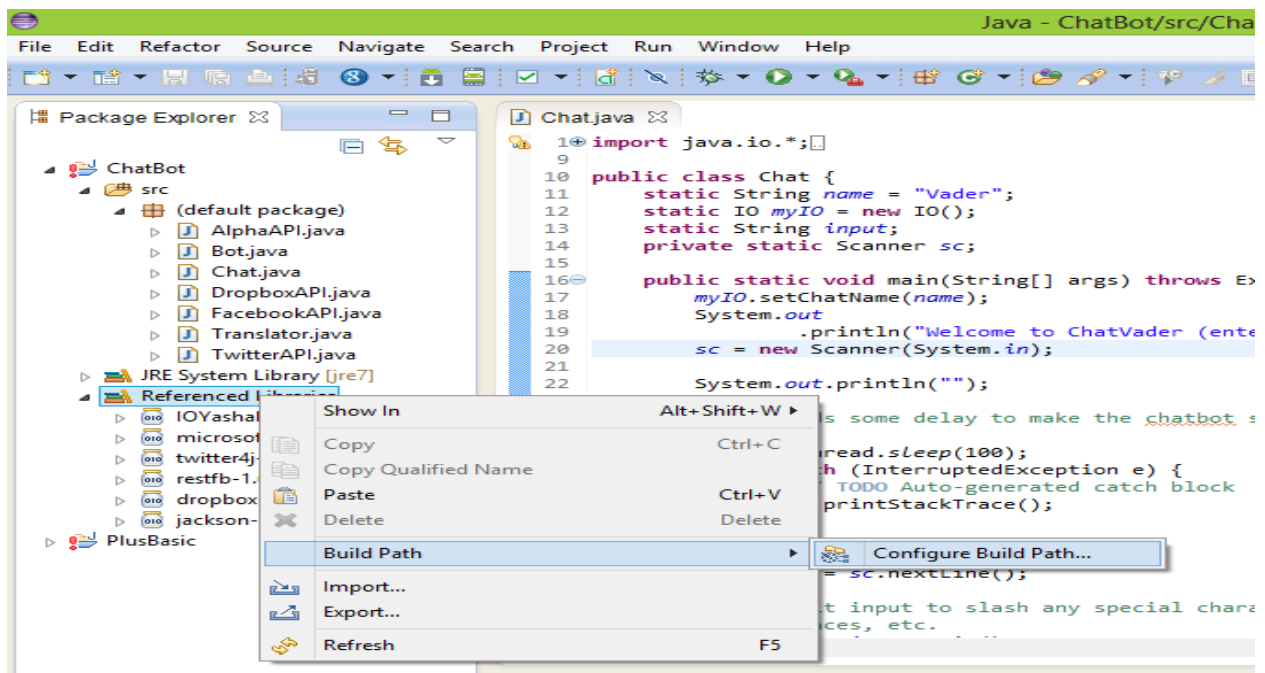 Java - ChatBot/src/Cha
File Edit Refactor Source Navigate Search Project Run Window Help
Package Explorer
ChatBot
src
(default package)
AlphaAPI.java
Bot.java
Chat.java
DropboxAPI.java
FacebookAPI.java
Translator.java
TwitterAPI.java
JRE System Library [jre7]
Referenced Libraries
IOYasha
microsof
twitter4j-
restfb-1.
dropbox
jackson-
PlusBasic
Show In Alt+Shift+W
Copy Ctrl+C
Copy Qualified Name
Paste Ctrl+V
Delete Delete
Build Path
Configure Build Path...
Import...
Export...
Refresh F5
Chat.java
1 import java.io.*;
9
10 public class Chat {
11 static String name = "Vader";
12 static IO myIO = new IO();
13 static String input;
14 private static Scanner sc;
15
16 public static void main(String[] args) throws Ex
17 myIO.setChatName(name);
18 System.out
19 .println("Welcome to ChatVader (ente
20 sc = new Scanner(System.in);
21
22 System.out.println("");
ds some delay to make the chatbot s
read.sleep(100);
h (InterruptedException e) {
TODO Auto-generated catch block
printStackTrace();
= sc.nextLine();
t input to slash any special chara
ces, etc.